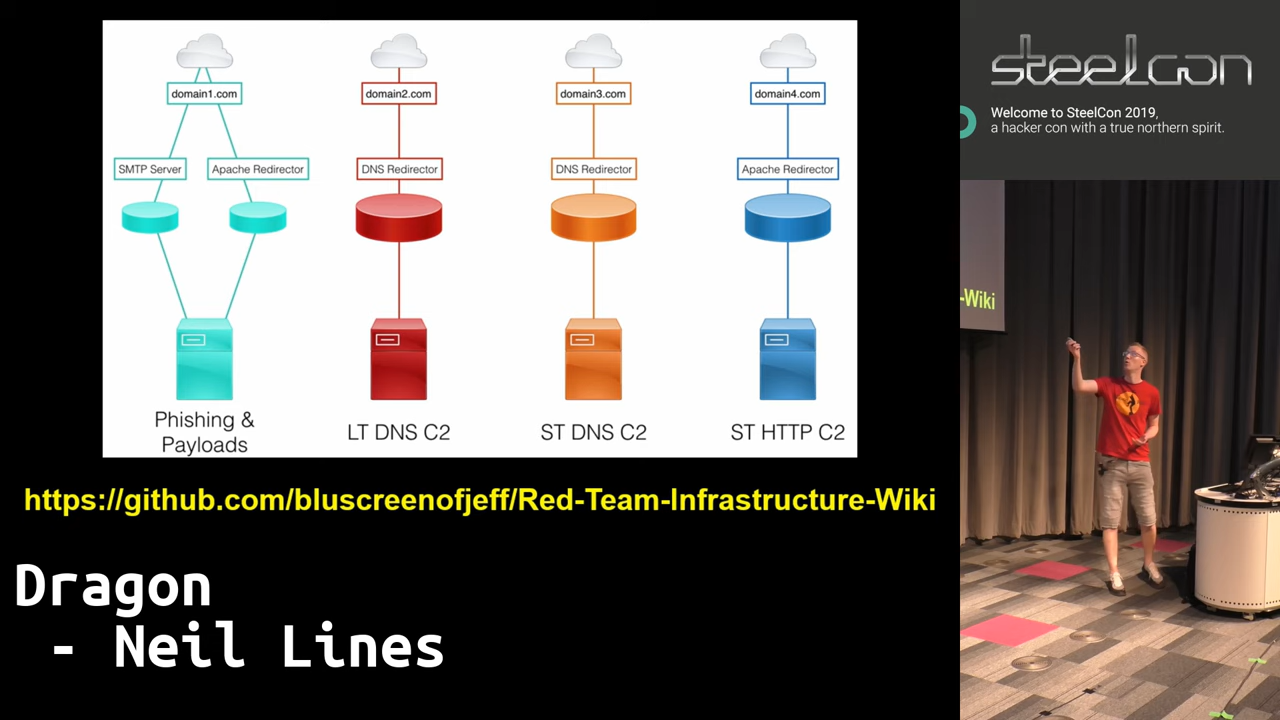 domain1.com
domain2.com
domain3.com
domain4.com
SMTP Server
Apache Redirector
DNS Redirector
DNS Redirector
Apache Redirector
Phishing &
Payloads
LT DNS C2
ST DNS C2
ST HTTP C2
https://github.com/bluscreenofjeff/Red-Team-Infrastructure-Wiki
Dragon
- Neil Lines
steelcon
Welcome to SteelCon 2019,
a hacker con with a true northern spirit.
-Wiki